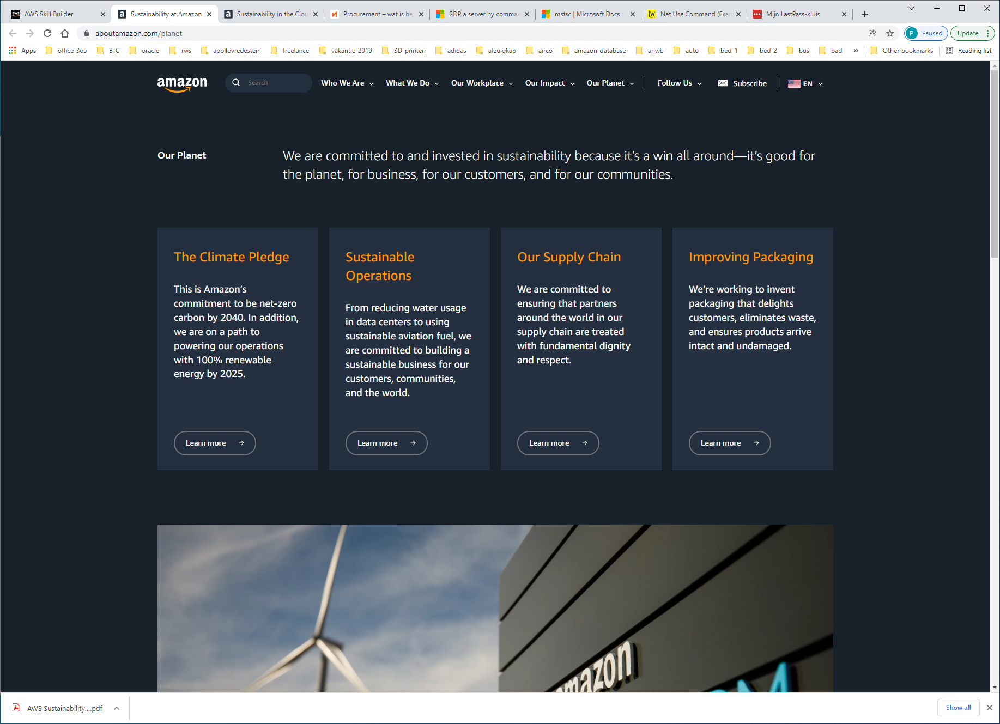 AWS Skill Builder
Sustainability at Amazon
Sustainability in the Clou
Procurement – wat is he
RDP a server by comma
mstsc | Microsoft Docs
Net Use Command (Exa
Mijn LastPass-kluis
aboutamazon.com/planet
P Paused
Update
Apps office-365 BTC oracle rws apollovredestein freelance vakantie-2019 3D-printen adidas afzuigkap airco amazon-database anwb auto bed-1 bed-2 bus bad » Other bookmarks Reading list
amazon Search Who We Are What We Do Our Workplace Our Impact Our Planet Follow Us Subscribe EN
Our Planet
We are committed to and invested in sustainability because it’s a win all around—it’s good for
the planet, for business, for our customers, and for our communities.
The Climate Pledge
This is Amazon’s
commitment to be net-zero
carbon by 2040. In addition,
we are on a path to
powering our operations
with 100% renewable
energy by 2025.
Learn more
Sustainable
Operations
From reducing water usage
in data centers to using
sustainable aviation fuel, we
are committed to building a
sustainable business for our
customers, communities,
and the world.
Learn more
Our Supply Chain
We are committed to
ensuring that partners
around the world in our
supply chain are treated
with fundamental dignity
and respect.
Learn more
Improving Packaging
We’re working to invent
packaging that delights
customers, eliminates waste,
and ensures products arrive
intact and undamaged.
Learn more
amazon
AWS Sustainability....pdf
Show all